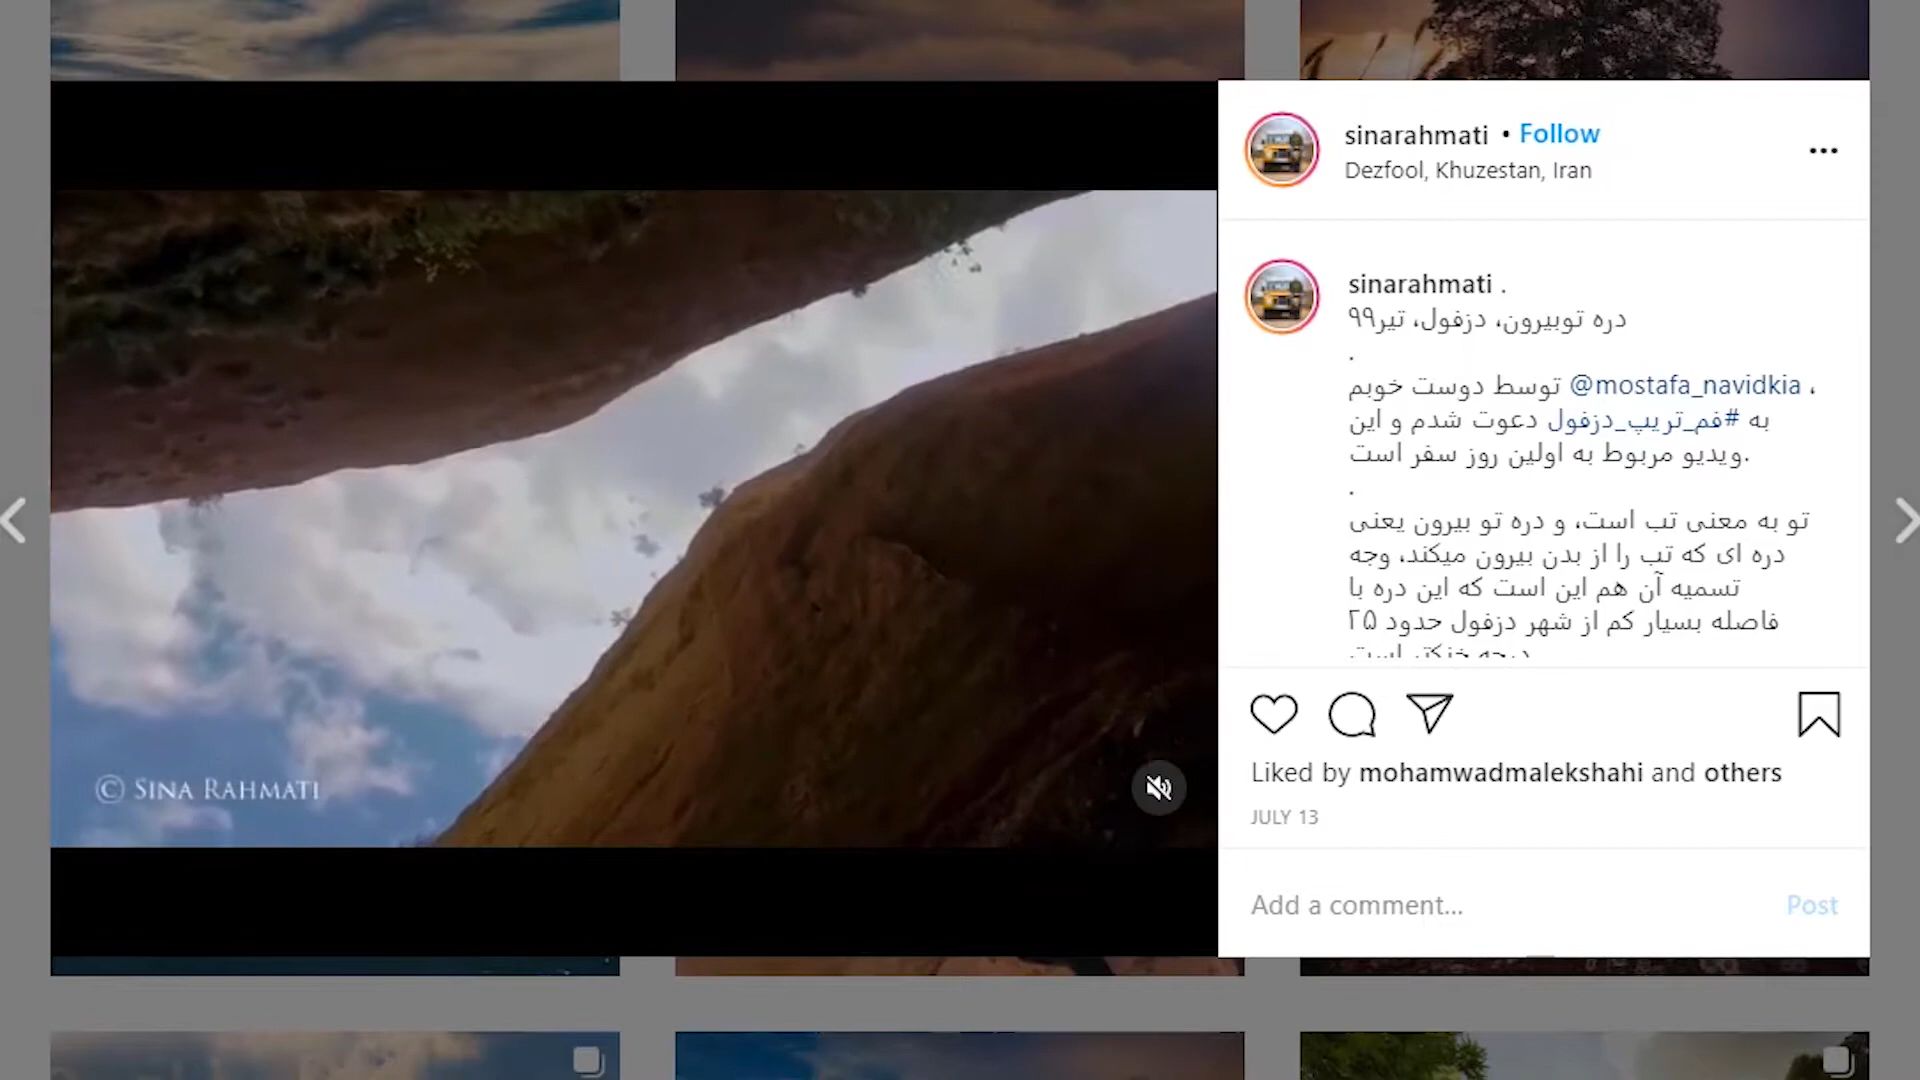 sinarahmati • Follow
Dezfool, Khuzestan, Iran
sinarahmati .
دره توبیرون، دزفول، تیر۹۹
.
توسط دوست خوبم @mostafa_navidkia ،
به #فم_تریپ_دزفول دعوت شدم و این
ویدیو مربوط به اولین روز سفر است.
.
تو به معنی تب است، و دره تو بیرون یعنی
دره ای که تب را از بدن بیرون میکند، وجه
تسمیه آن هم این است که این دره با
فاصله بسیار کم از شهر دزفول حدود ۲۵
درجه خنکتر است
© SINA RAHMATI
Liked by mohamwadmalekshahi and others
JULY 13
Add a comment... Post